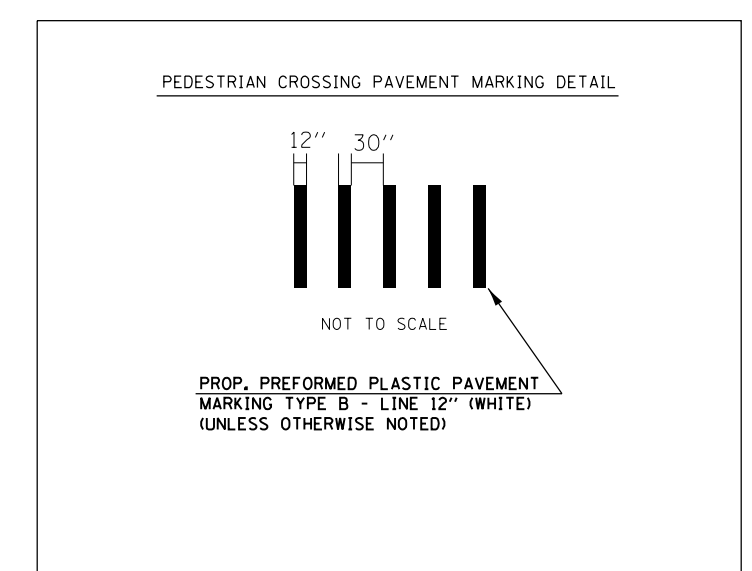 PEDESTRIAN CROSSING PAVEMENT MARKING DETAIL
12'' 30''
NOT TO SCALE
PROP. PREFORMED PLASTIC PAVEMENT
MARKING TYPE B - LINE 12'' (WHITE)
(UNLESS OTHERWISE NOTED)